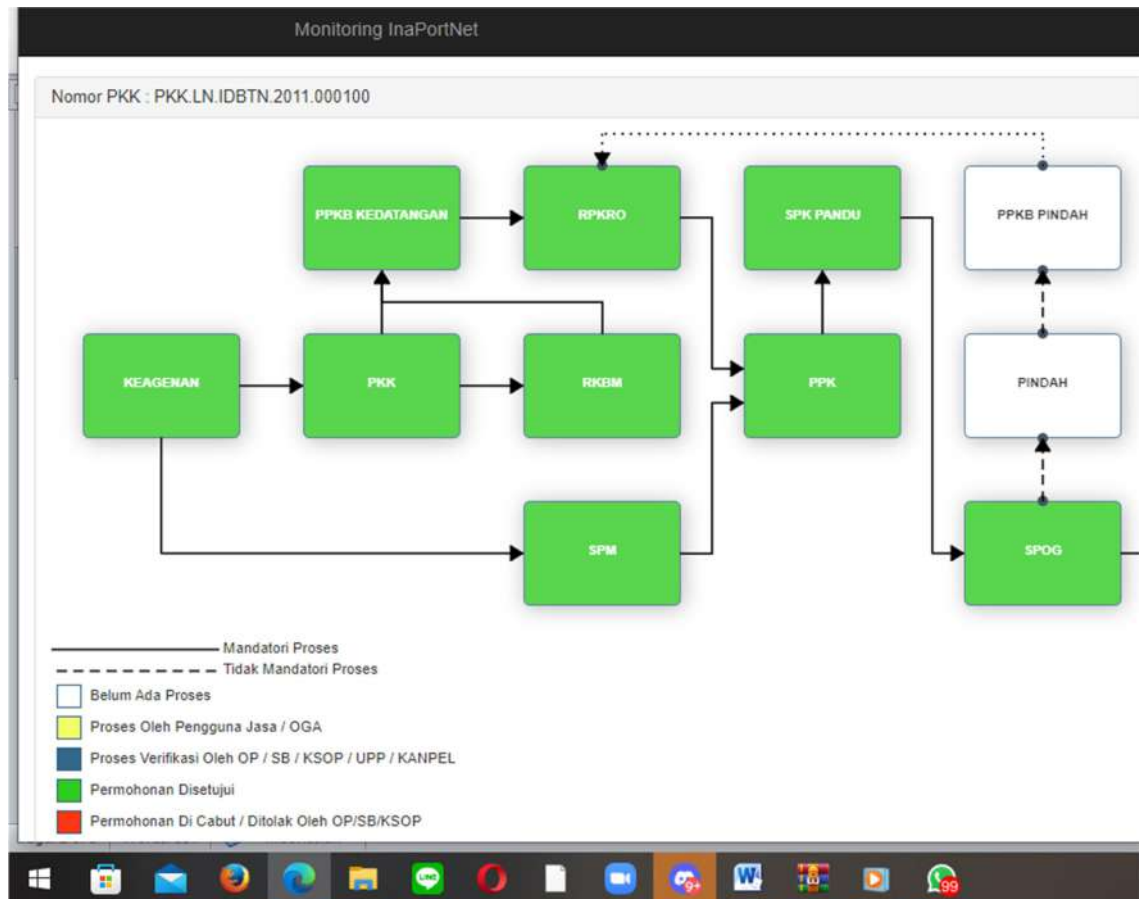 Monitoring InaPortNet
Nomor PKK : PKK.LN.IDBTN.2011.000100
PPKB KEDATANGAN
RPKRO
SPK PANDU
PPKB PINDAH
KEAGENAN
PKK
RKBM
PPK
PINDAH
SPM
SPOG
Mandatori Proses
Tidak Mandatori Proses
Belum Ada Proses
Proses Oleh Pengguna Jasa / OGA
Proses Verifikasi Oleh OP / SB / KSOP / UPP / KANPEL
Permohonan Disetujui
Permohonan Di Cabut / Ditolak Oleh OP/SB/KSOP
9+
99